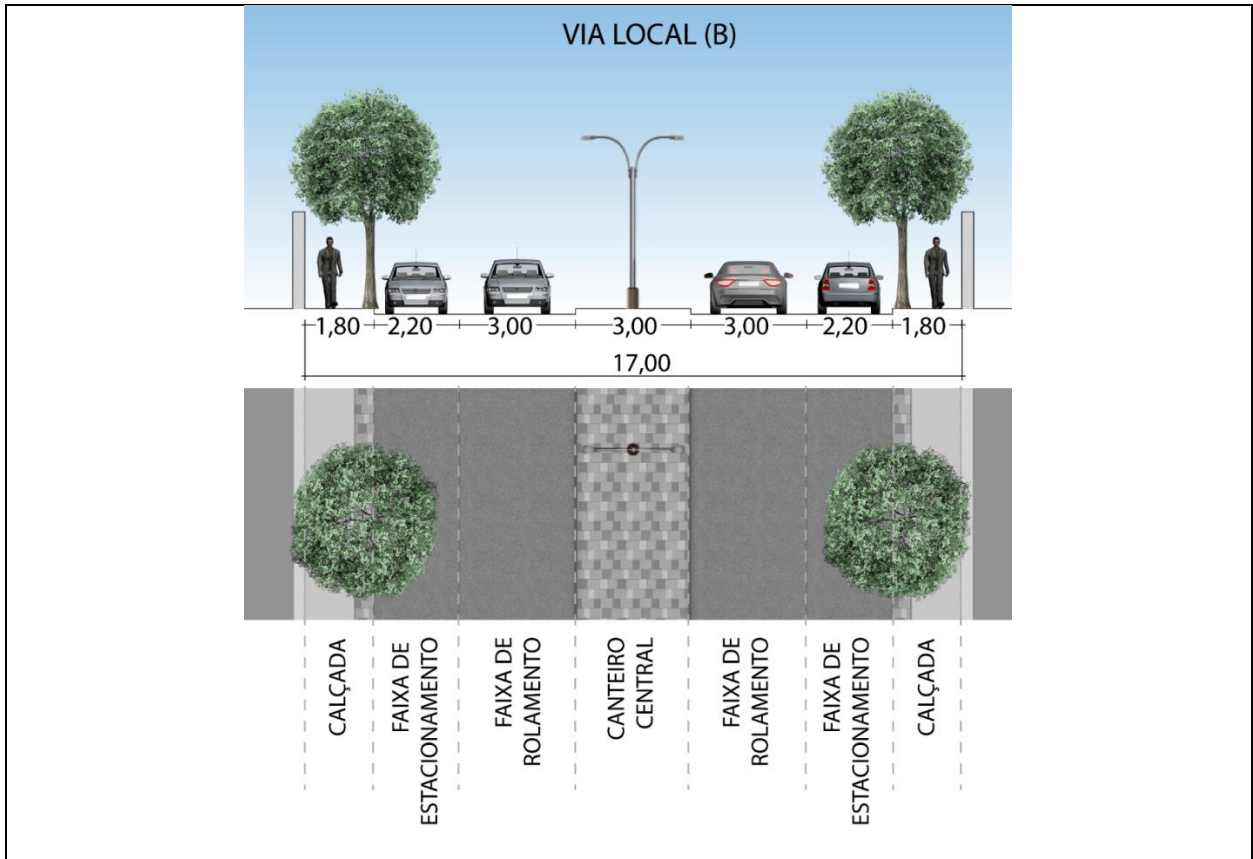 VIA LOCAL (B)
1,80 2,20 3,00 3,00 3,00 2,20 1,80
17,00
CALÇADA
FAIXA DE
ESTACIONAMENTO
FAIXA DE
ROLAMENTO
CANTEIRO
CENTRAL
FAIXA DE
ROLAMENTO
FAIXA DE
ESTACIONAMENTO
CALÇADA